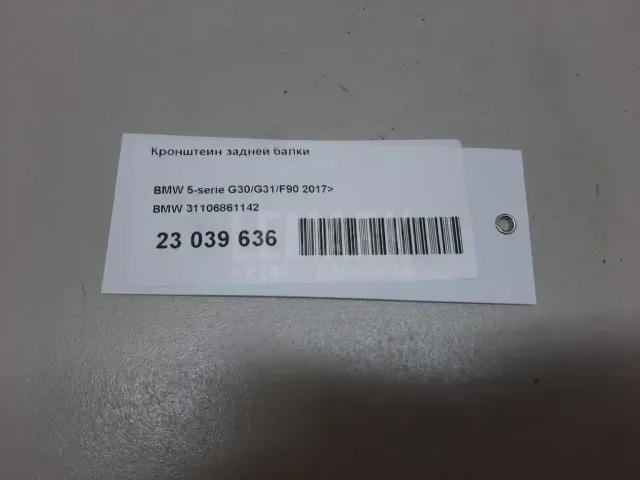 Кронштейн задней балки
BMW 5-serie G30/G31/F90 2017>
BMW 31106861142
23 039 636